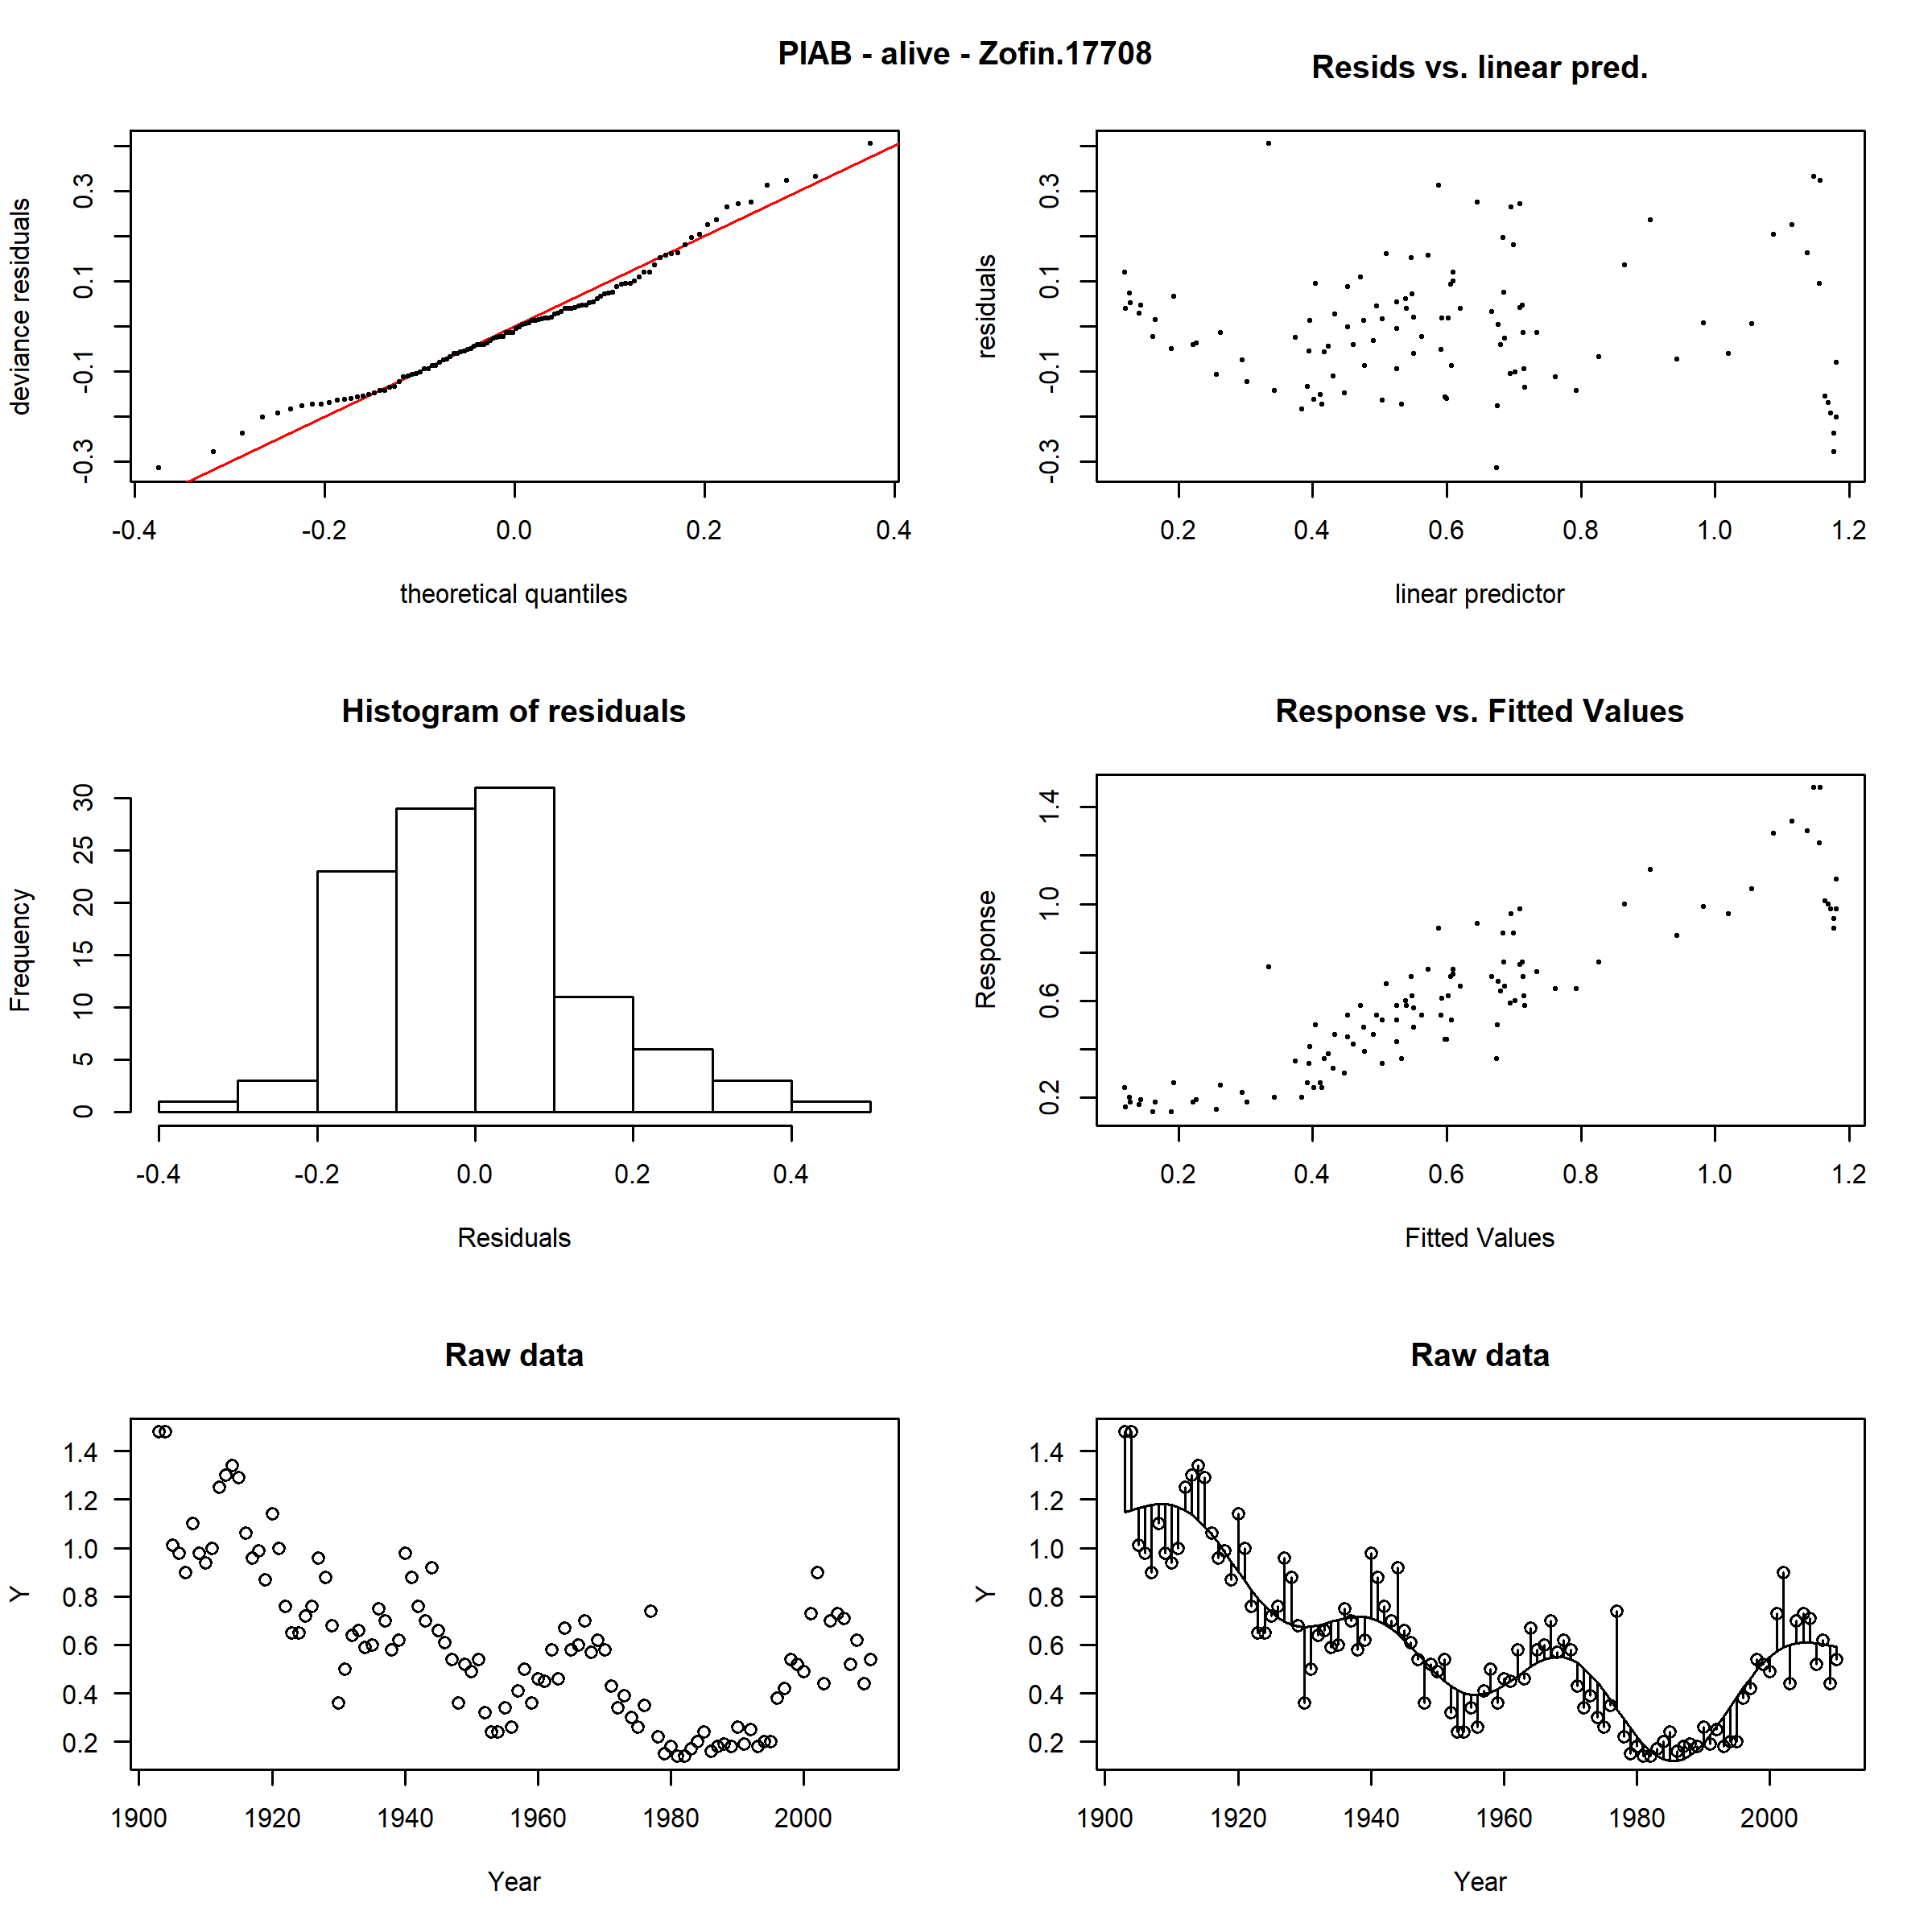 PIAB - alive - Zofin.17708
Resids vs. linear pred.
deviance residuals
-0.3 -0.1 0.1 0.3
-0.4 -0.2 0.0 0.2 0.4
theoretical quantiles
residuals
-0.3 -0.1 0.1 0.3
0.2 0.4 0.6 0.8 1.0 1.2
linear predictor
Histogram of residuals
Frequency
0 5 10 15 20 25 30
-0.4 -0.2 0.0 0.2 0.4
Residuals
Response vs. Fitted Values
Response
0.2 0.6 1.0 1.4
0.2 0.4 0.6 0.8 1.0 1.2
Fitted Values
Raw data
Y
1.4
1.2
1.0
0.8
0.6
0.4
0.2
1900 1920 1940 1960 1980 2000
Year
Raw data
Y
1.4
1.2
1.0
0.8
0.6
0.4
0.2
1900 1920 1940 1960 1980 2000
Year